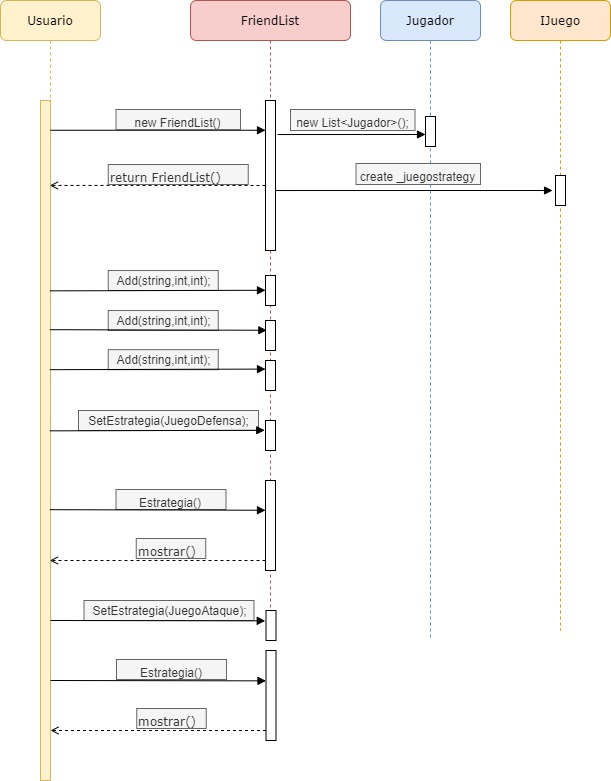 Usuario
FriendList
Jugador
IJuego
new FriendList()
new List<Jugador>();
return FriendList()
create _juegostrategy
Add(string,int,int);
Add(string,int,int);
Add(string,int,int);
SetEstrategia(JuegoDefensa);
Estrategia()
mostrar()
SetEstrategia(JuegoAtaque);
Estrategia()
mostrar()